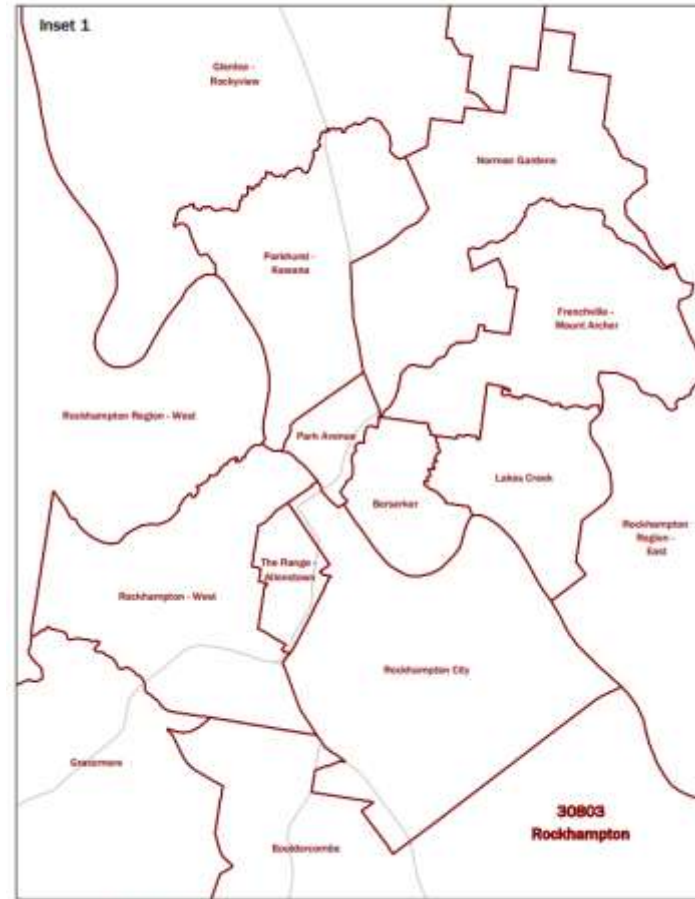 Inset 1
Glenlee -
Rockyview
Norman Gardens
Parkhurst -
Kawana
Frenchville -
Mount Archer
Rockhampton Region - West
Park Avenue
Lakes Creek
Berserker
Rockhampton
Region -
East
The Range -
Allenstown
Rockhampton - West
Rockhampton City
Gracemere
30803
Rockhampton
Bouldercombe